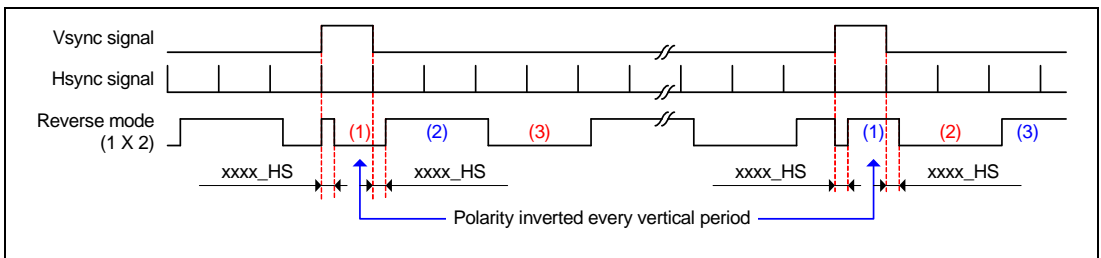 Vsync signal
Hsync signal
Reverse mode
(1 X 2)
(1) (2) (3) (1) (2) (3)
xxxx_HS xxxx_HS xxxx_HS xxxx_HS
Polarity inverted every vertical period